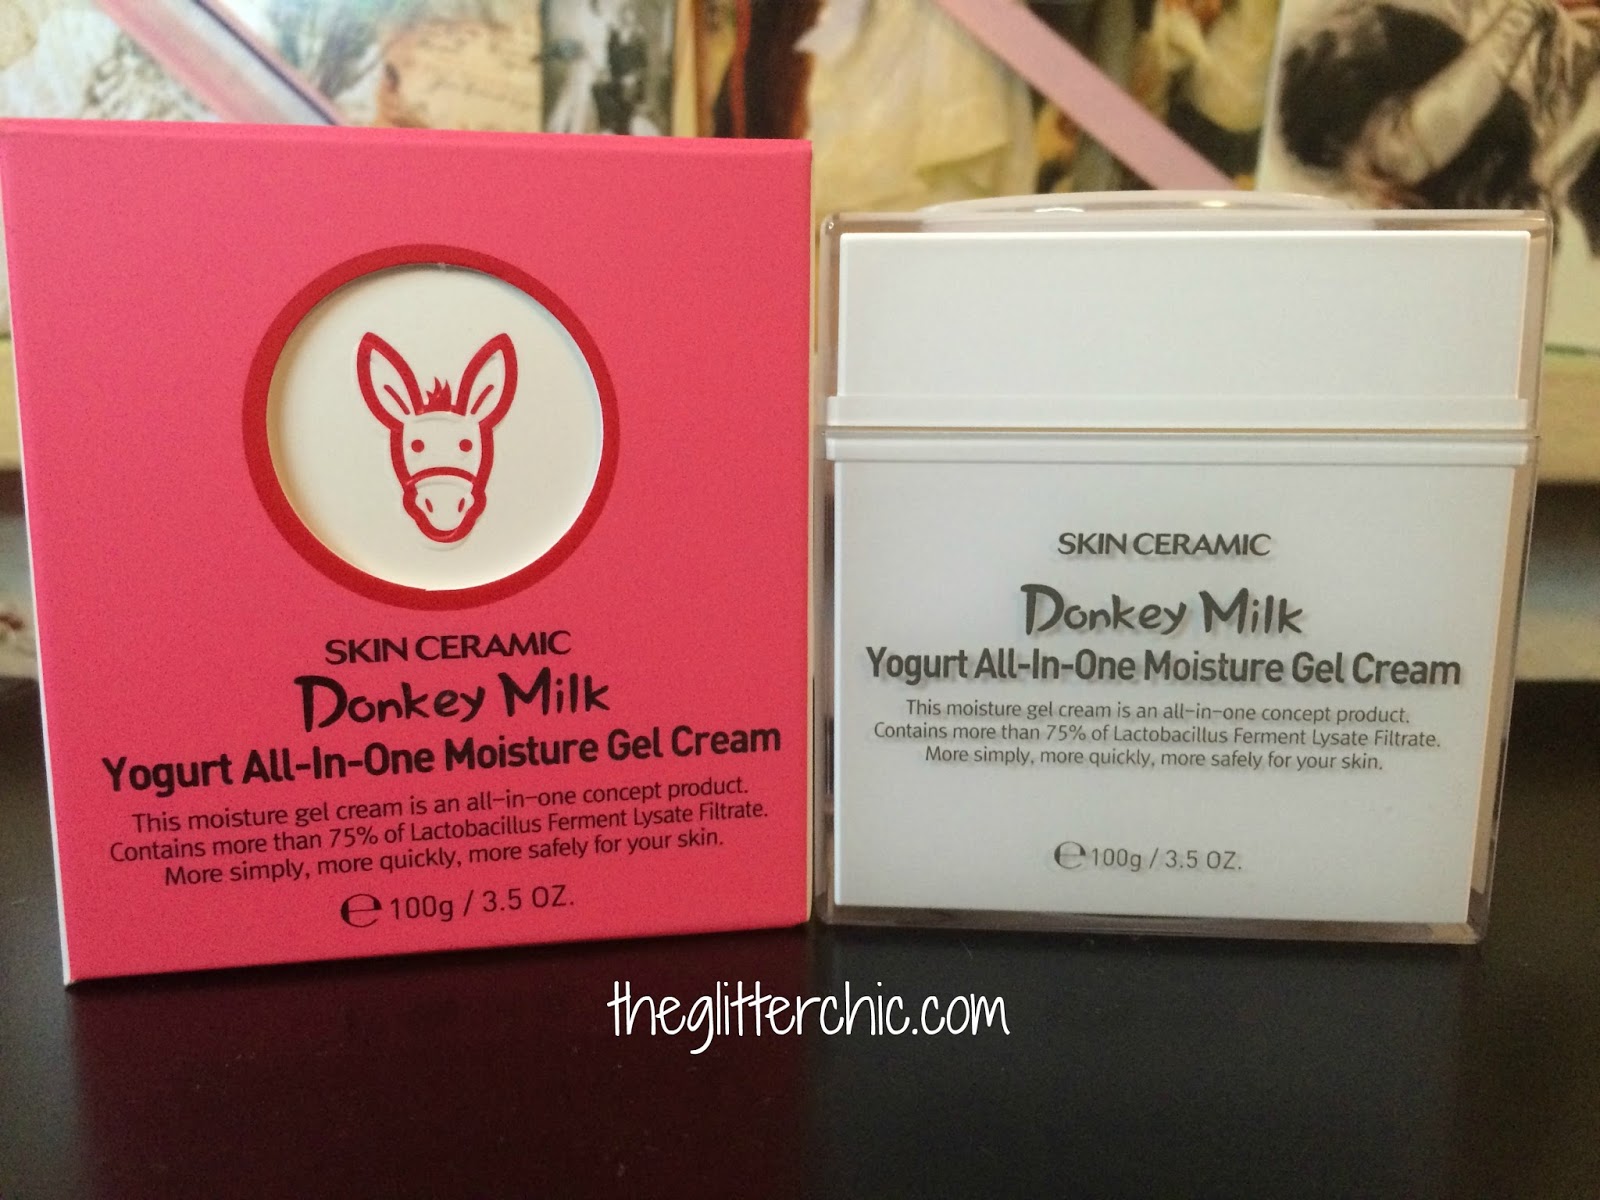 SKIN CERAMIC
Donkey Milk
Yogurt All-In-One Moisture Gel Cream
This moisture gel cream is an all-in-one concept product.
Contains more than 75% of Lactobacillus Ferment Lysate Filtrate.
More simply, more quickly, more safely for your skin.
℮ 100g / 3.5 OZ.
SKIN CERAMIC
Donkey Milk
Yogurt All-In-One Moisture Gel Cream
This moisture gel cream is an all-in-one concept product.
Contains more than 75% of Lactobacillus Ferment Lysate Filtrate.
More simply, more quickly, more safely for your skin.
℮100g / 3.5 OZ.
theglitterchic.com